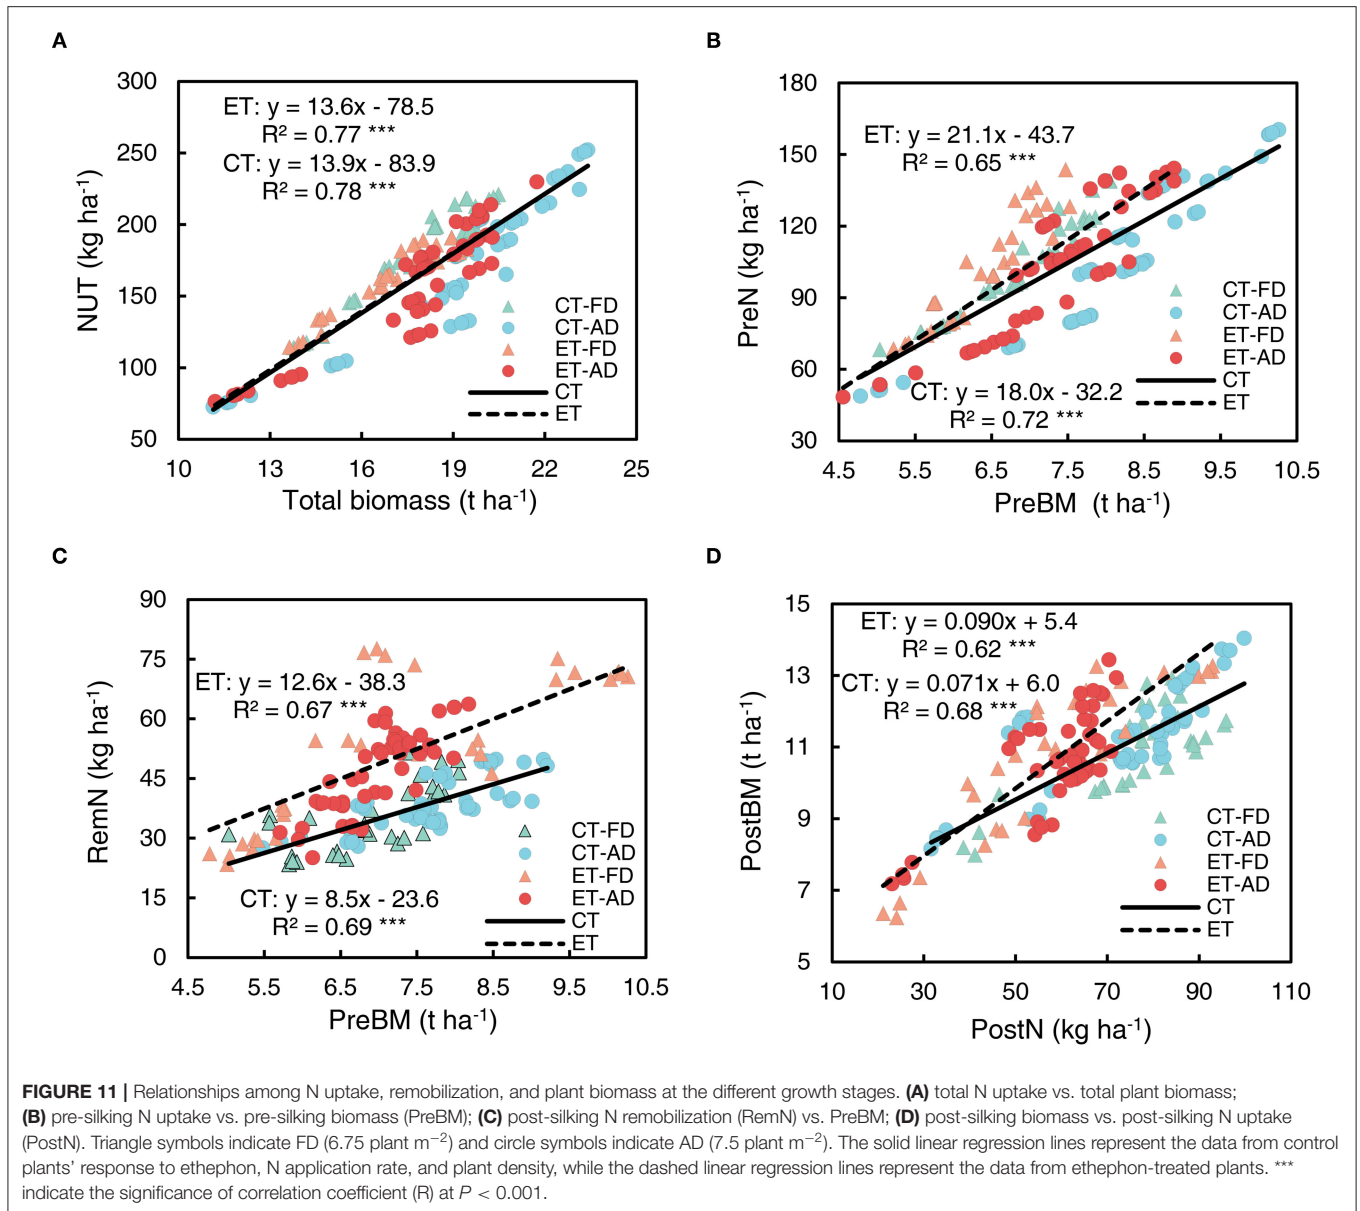 A
NUT (kg ha-1)
300
250
200
150
100
50
ET: y = 13.6x - 78.5
R² = 0.77 ***
CT: y = 13.9x - 83.9
R² = 0.78 ***
CT-FD
CT-AD
ET-FD
ET-AD
CT
ET
10 13 16 19 22 25
Total biomass (t ha-1)
B
PreN (kg ha-1)
180
150
120
90
60
30
ET: y = 21.1x - 43.7
R² = 0.65 ***
CT-FD
CT-AD
ET-FD
ET-AD
CT
ET
CT: y = 18.0x - 32.2
R² = 0.72 ***
4.5 5.5 6.5 7.5 8.5 9.5 10.5
PreBM (t ha-1)
C
RemN (kg ha-1)
90
75
60
45
30
15
0
ET: y = 12.6x - 38.3
R² = 0.67 ***
CT: y = 8.5x - 23.6
R² = 0.69 ***
CT-FD
CT-AD
ET-FD
ET-AD
CT
ET
4.5 5.5 6.5 7.5 8.5 9.5 10.5
PreBM (t ha-1)
D
PostBM (t ha-1)
15
13
11
9
7
5
ET: y = 0.090x + 5.4
R² = 0.62 ***
CT: y = 0.071x + 6.0
R² = 0.68 ***
CT-FD
CT-AD
ET-FD
ET-AD
CT
ET
10 30 50 70 90 110
PostN (kg ha-1)
FIGURE 11 | Relationships among N uptake, remobilization, and plant biomass at the different growth stages. (A) total N uptake vs. total plant biomass;
(B) pre-silking N uptake vs. pre-silking biomass (PreBM); (C) post-silking N remobilization (RemN) vs. PreBM; (D) post-silking biomass vs. post-silking N uptake
(PostN). Triangle symbols indicate FD (6.75 plant m−2) and circle symbols indicate AD (7.5 plant m−2). The solid linear regression lines represent the data from control
plants' response to ethephon, N application rate, and plant density, while the dashed linear regression lines represent the data from ethephon-treated plants. ***
indicate the significance of correlation coefficient (R) at P < 0.001.